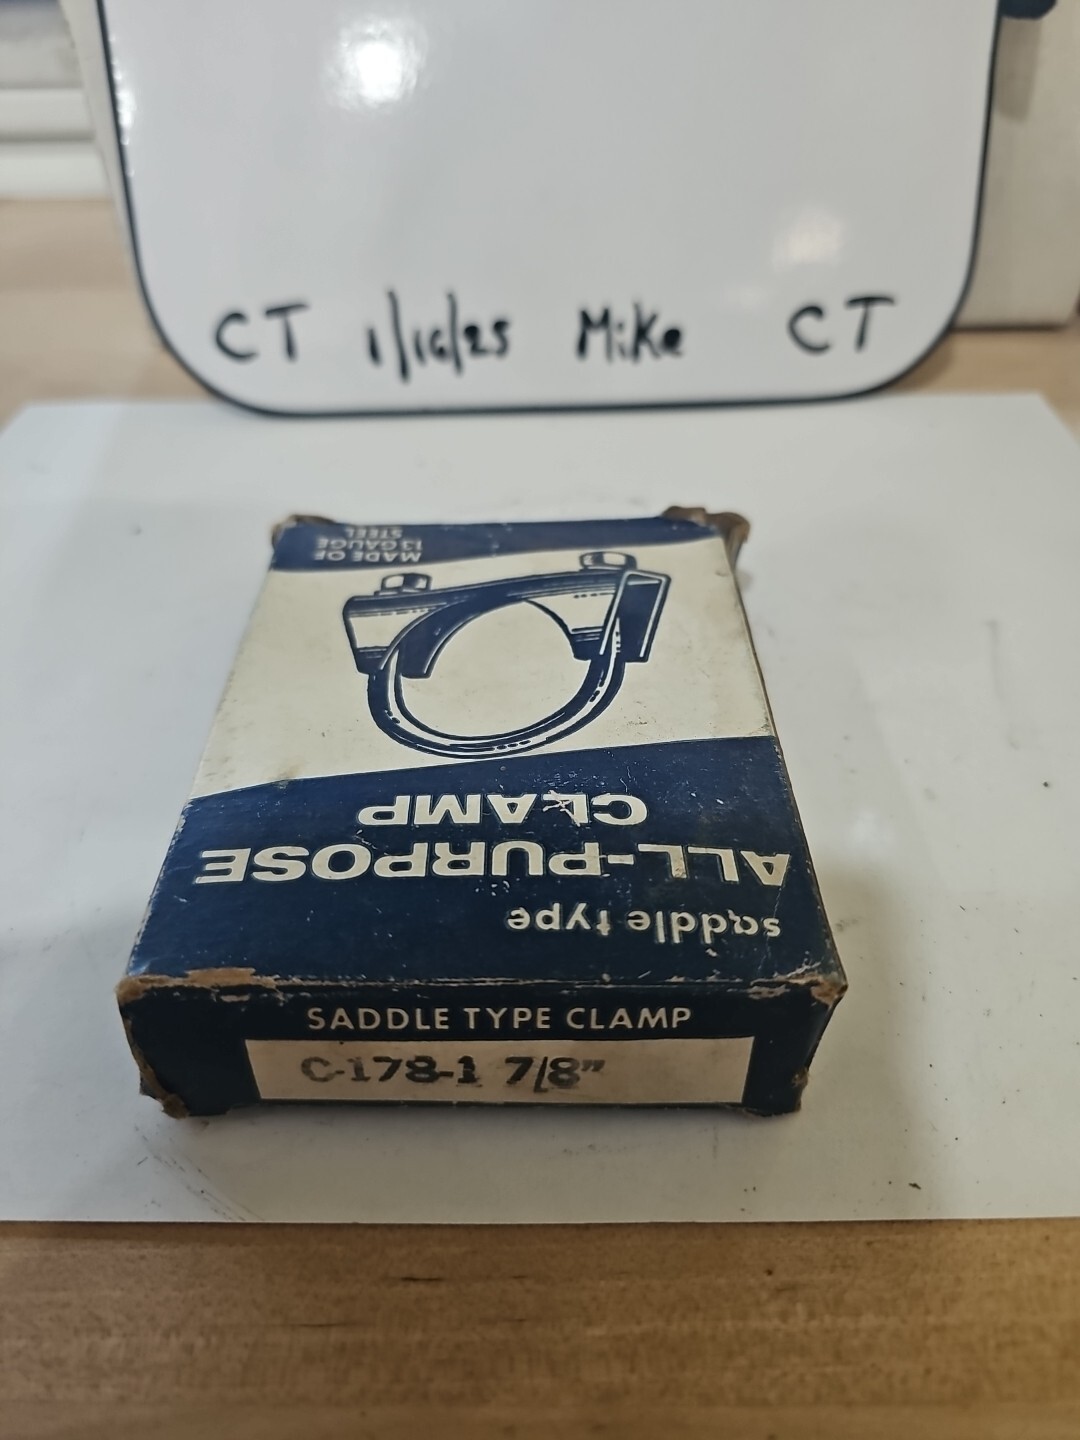 CT 1/16/25 Mike CT
MADE OF
13 GAUGE
STEEL
saddle type
ALL-PURPOSE
CLAMP
SADDLE TYPE CLAMP
C-178-1 7/8"